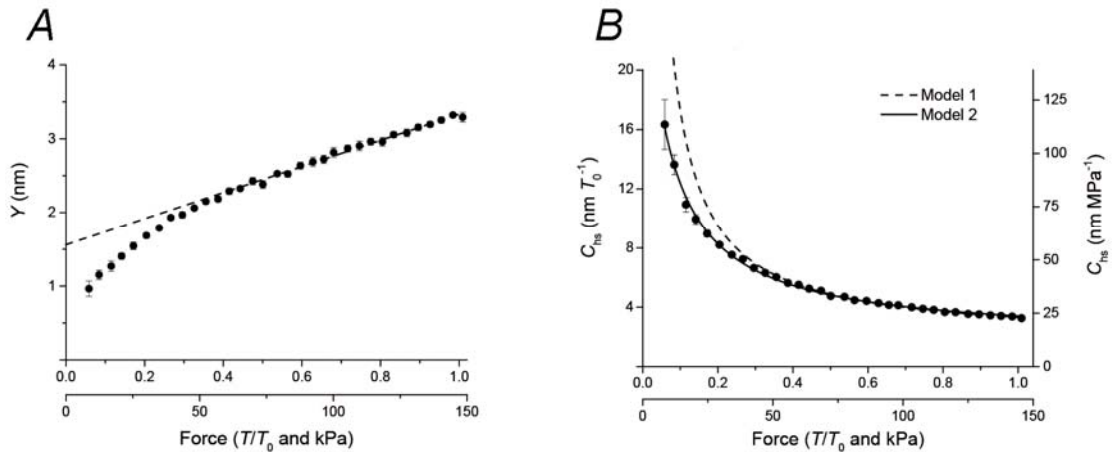 A
4
3
2
1
Y (nm)
0.0 0.2 0.4 0.6 0.8 1.0
0 50 100 150
Force (T/T₀ and kPa)
B
20
16
12
8
4
C_hs (nm T₀⁻¹)
Model 1
Model 2
125
100
75
50
25
0
C_hs (nm MPa⁻¹)
0.0 0.2 0.4 0.6 0.8 1.0
0 50 100 150
Force (T/T₀ and kPa)